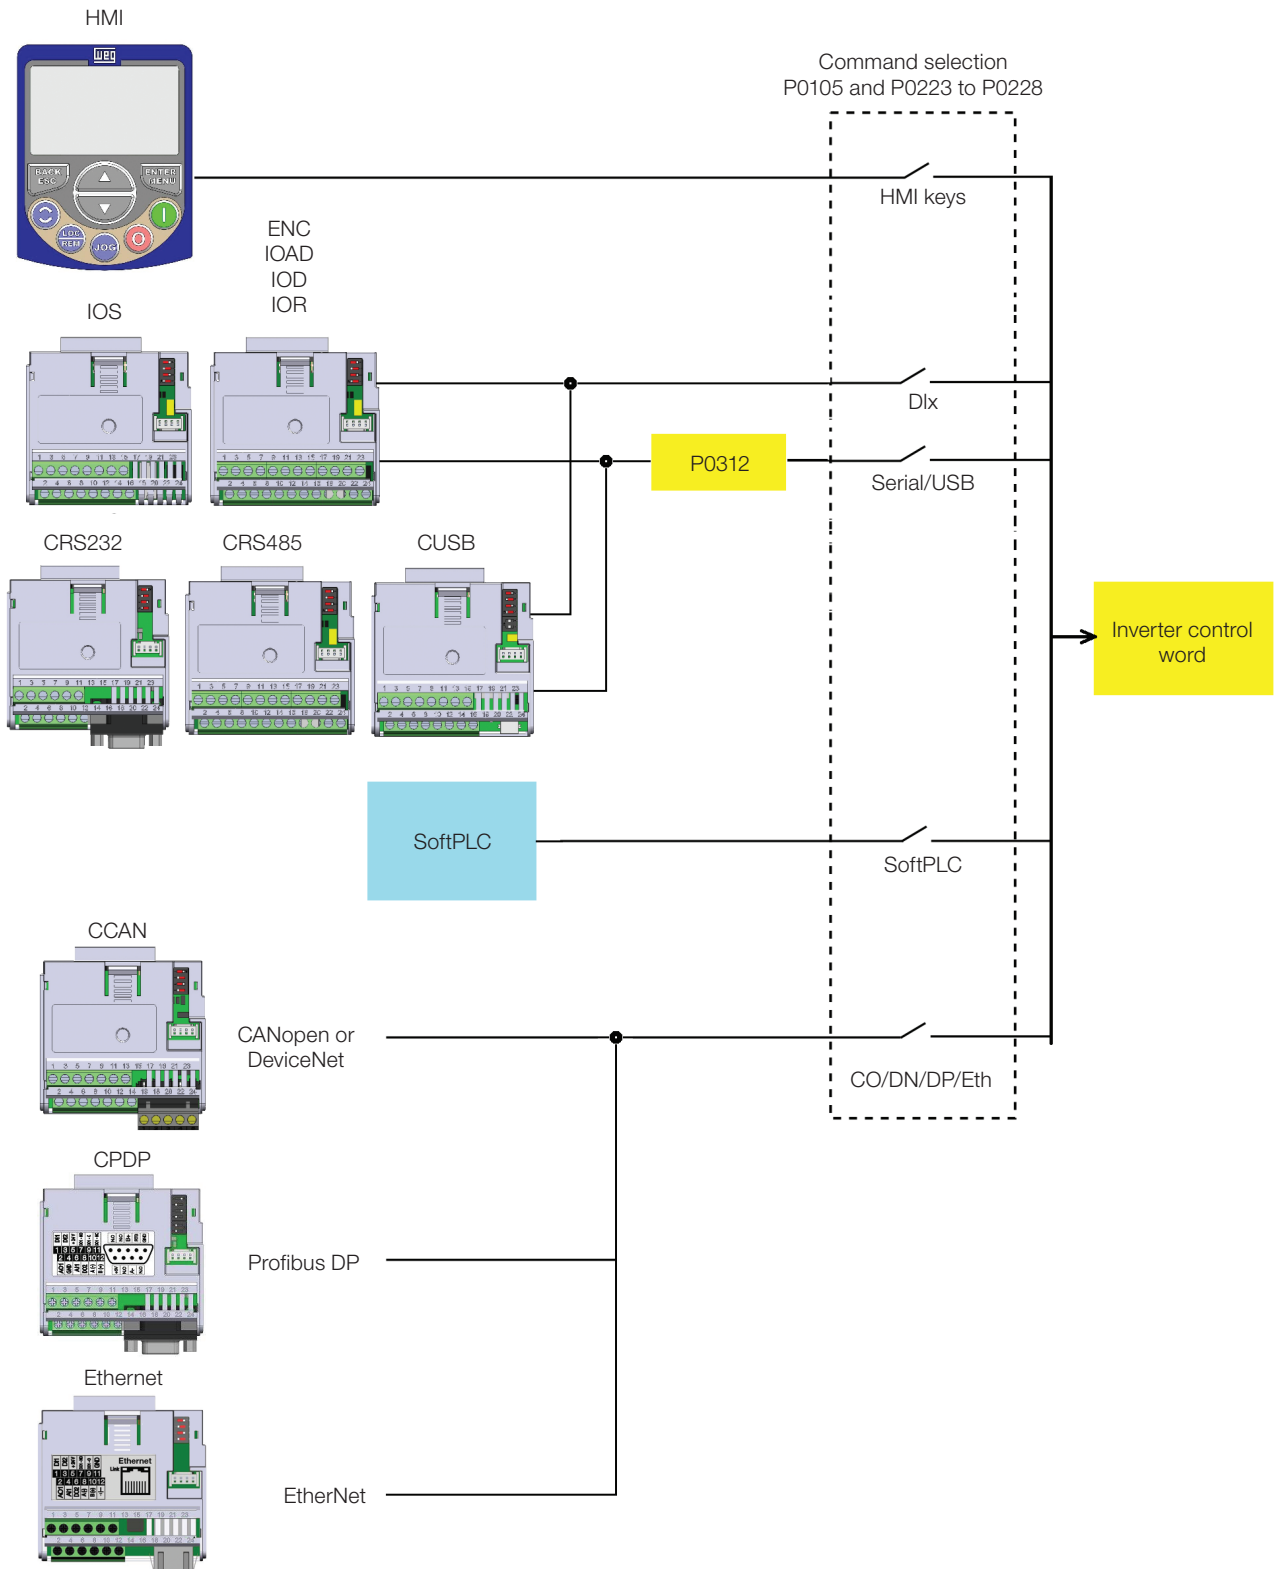 HMI
WEG
BACK
ESC
ENTER
MENU
LOC
REM
JOG
Command selection
P0105 and P0223 to P0228
HMI keys
ENC
IOAD
IOD
IOR
IOS
DIx
P0312
Serial/USB
CRS232
CRS485
CUSB
Inverter control
word
SoftPLC
SoftPLC
CCAN
CANopen or
DeviceNet
CO/DN/DP/Eth
CPDP
Profibus DP
Ethernet
Ethernet
Link
EtherNet